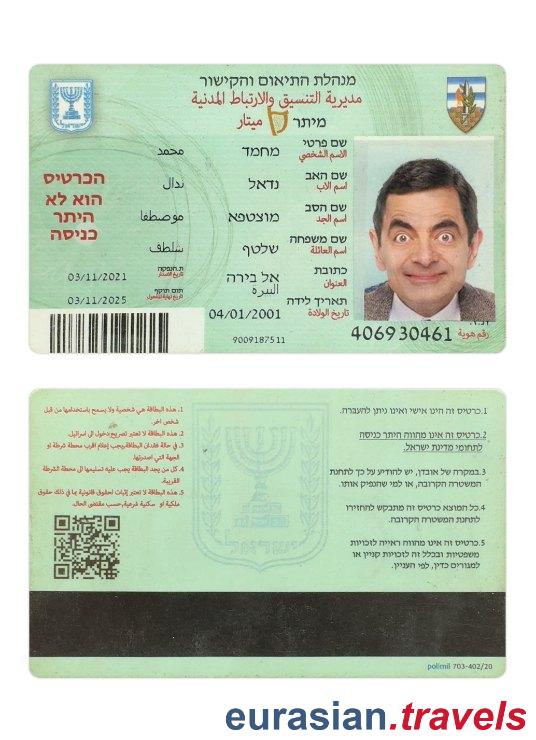 מנהלת התיאום והקישור
مديرية التنسيق والارتباط المدنية
מיתר ميتار
שם פרטי מחמד محمد
الاسم الشخصي
שם האב נדאל ندال
اسم الاب
שם הסב מוצטפא موصطفا
اسم الجد
שם משפחה שלטף شلطف
اسم العائلة
כתובת אל בירה
العنوان البيرة
תאריך לידה 04/01/2001
تاريخ الولادة
406930461 رقم هوية
9009187511
הכרטיס
הוא לא
היתר
כניסה
ת.הנפקה 03/11/2021
تاريخ الاصدار
תום תוקף 03/11/2025
ישראל
1.כרטיס זה הינו אישי ואינו ניתן להעברה.
2.כרטיס זה אינו מהווה היתר כניסה
לתחומי מדינת ישראל.
3.במקרה של אובדן, יש להודיע על כך לתחנת
המשטרה הקרובה, או למי שהנפיק אותו.
4.כל המוצא כרטיס זה מתבקש להחזירו
לתחנת המשטרה הקרובה.
5.כרטיס זה אינו מהווה ראייה לזכויות
משפטיות ובכלל זה לזכויות קניין או
למגורים כדין, לפי העניין.
1. هذه البطاقة هي شخصية ولا يسمح باستخدامها من قبل
شخص اخر.
2. هذه البطاقة لا تعتبر تصريح دخول الى اسرائيل.
3. في حالة فقدان البطاقة،يجب إعلام اقرب محطة شرطة او
الجهة التي اصدرتها.
4. كل من يجد البطاقة يجب عليه تسليمها الى محطة الشرطة
القريبة.
5. هذه البطاقة لا تعتبر إثبات لحقوق قانونية بما في ذلك حقوق
ملكية او سكنية شرعية،حسب مقتضى الحال.
ישראל
polimil 703-402/20
eurasian.travels